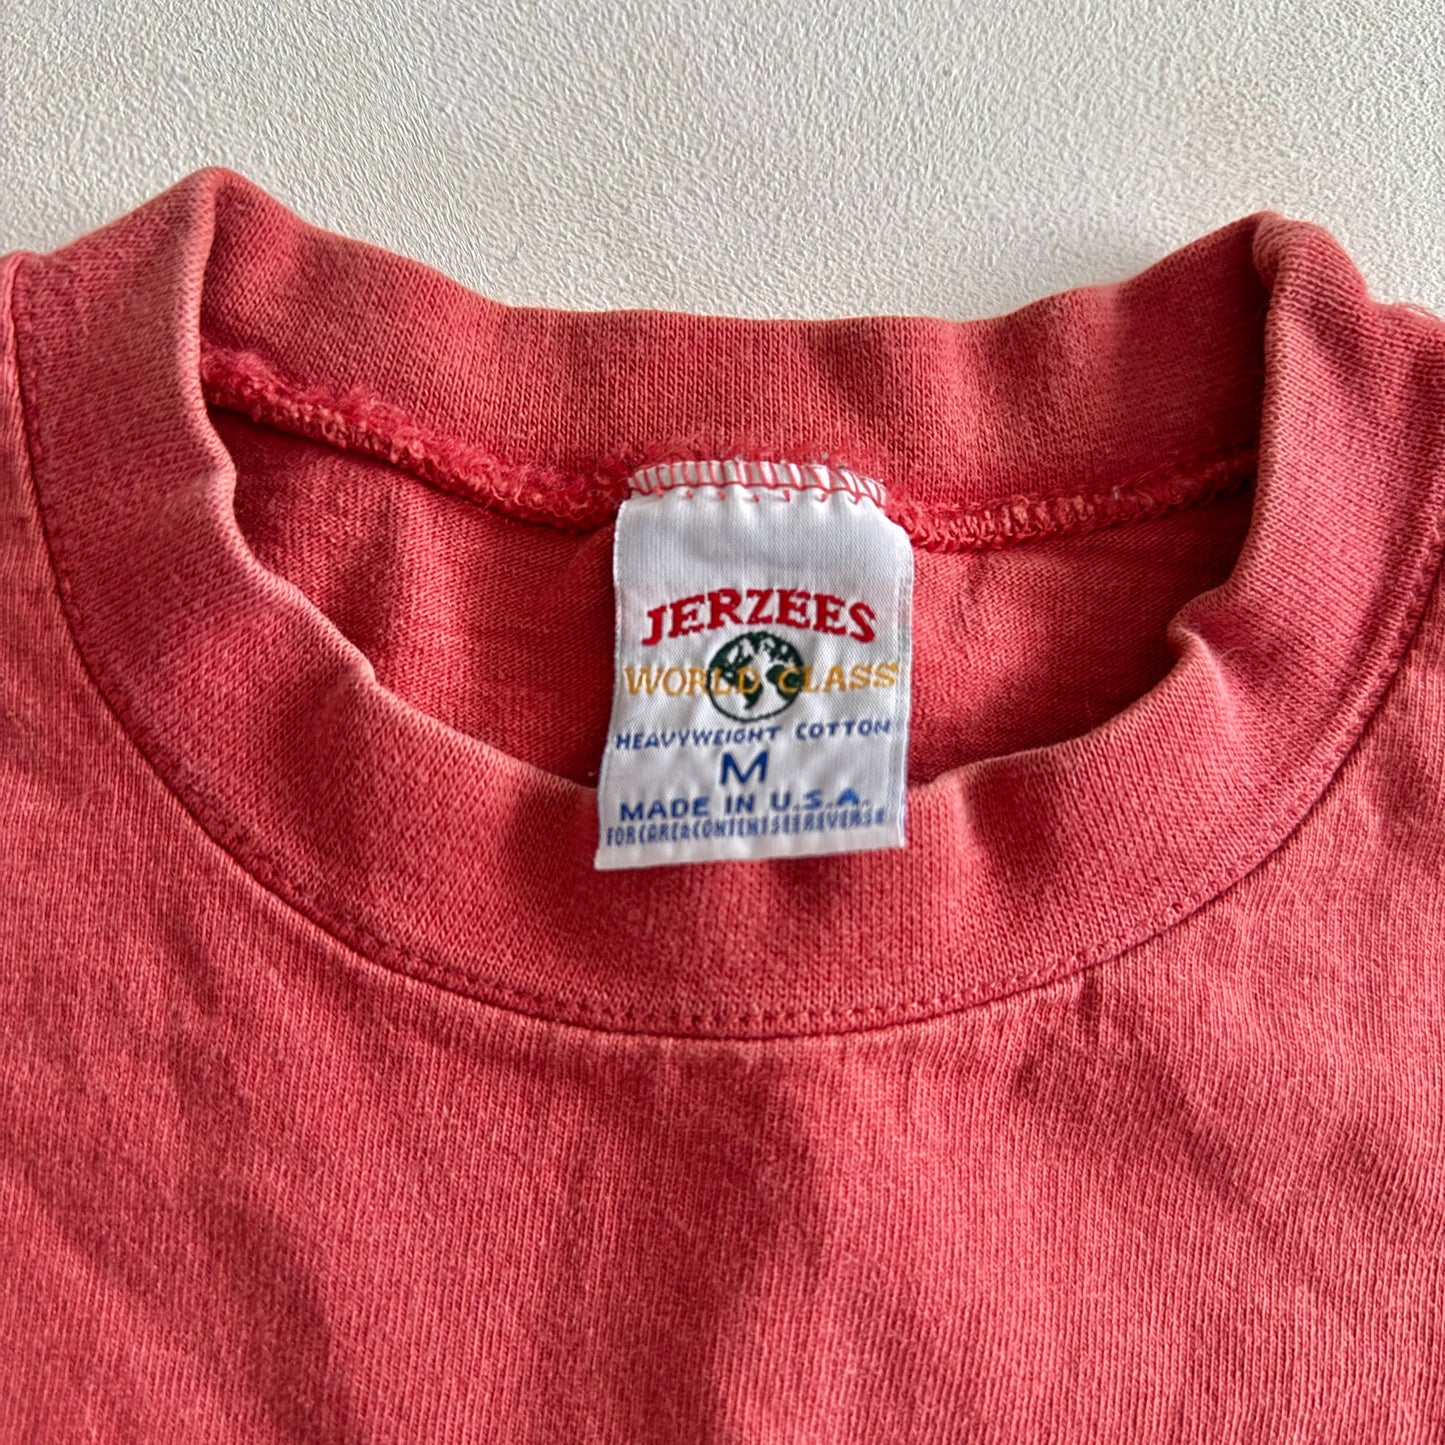 JERZEES
WORLD CLASS
HEAVYWEIGHT COTTON
M
MADE IN U.S.A.
FOR CARE & CONTENT SEE REVERSE